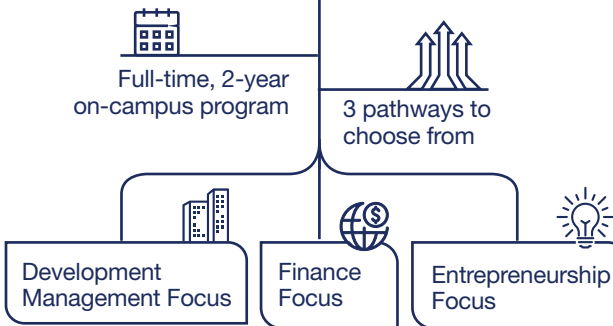 Full-time, 2-year
on-campus program
3 pathways to
choose from
Development
Management Focus
$
Finance
Focus
Entrepreneurship
Focus